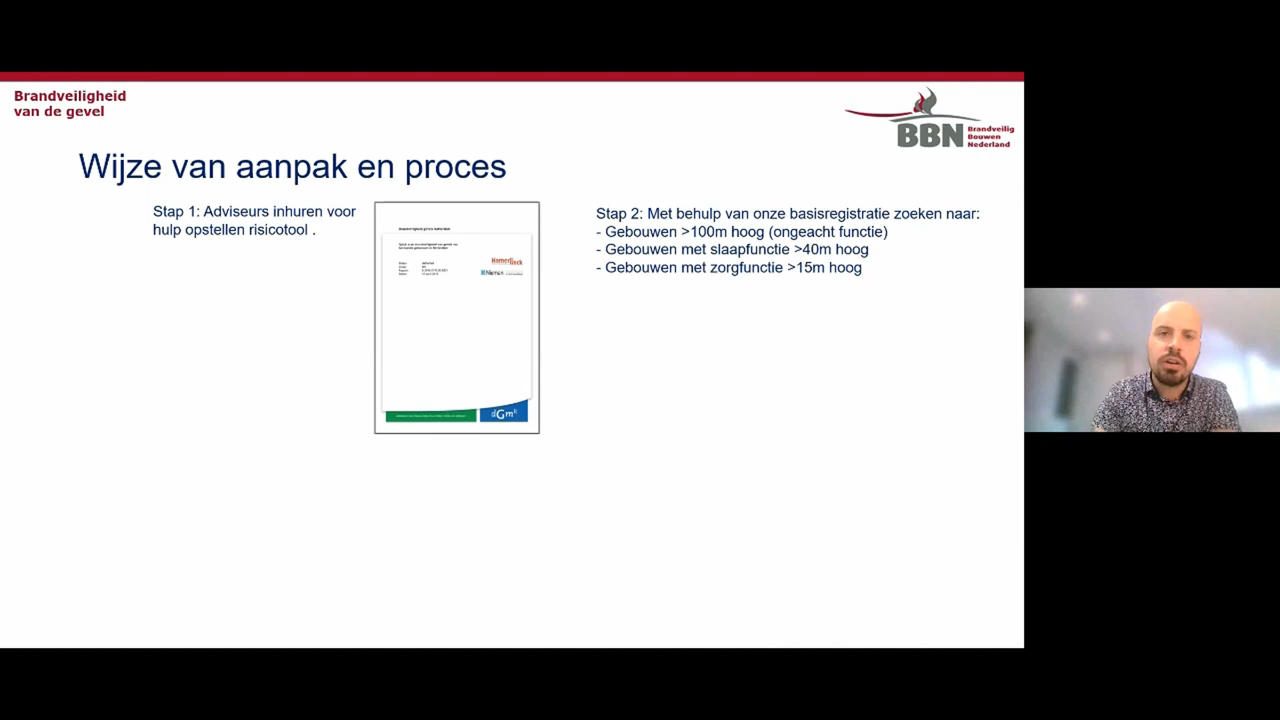 Brandveiligheid
van de gevel
BBN
Brandveilig
Bouwen
Nederland
Wijze van aanpak en proces
Stap 1: Adviseurs inhuren voor
hulp opstellen risicotool .
Stap 2: Met behulp van onze basisregistratie zoeken naar:
- Gebouwen >100m hoog (ongeacht functie)
- Gebouwen met slaapfunctie >40m hoog
- Gebouwen met zorgfunctie >15m hoog
Nieman
dGmR